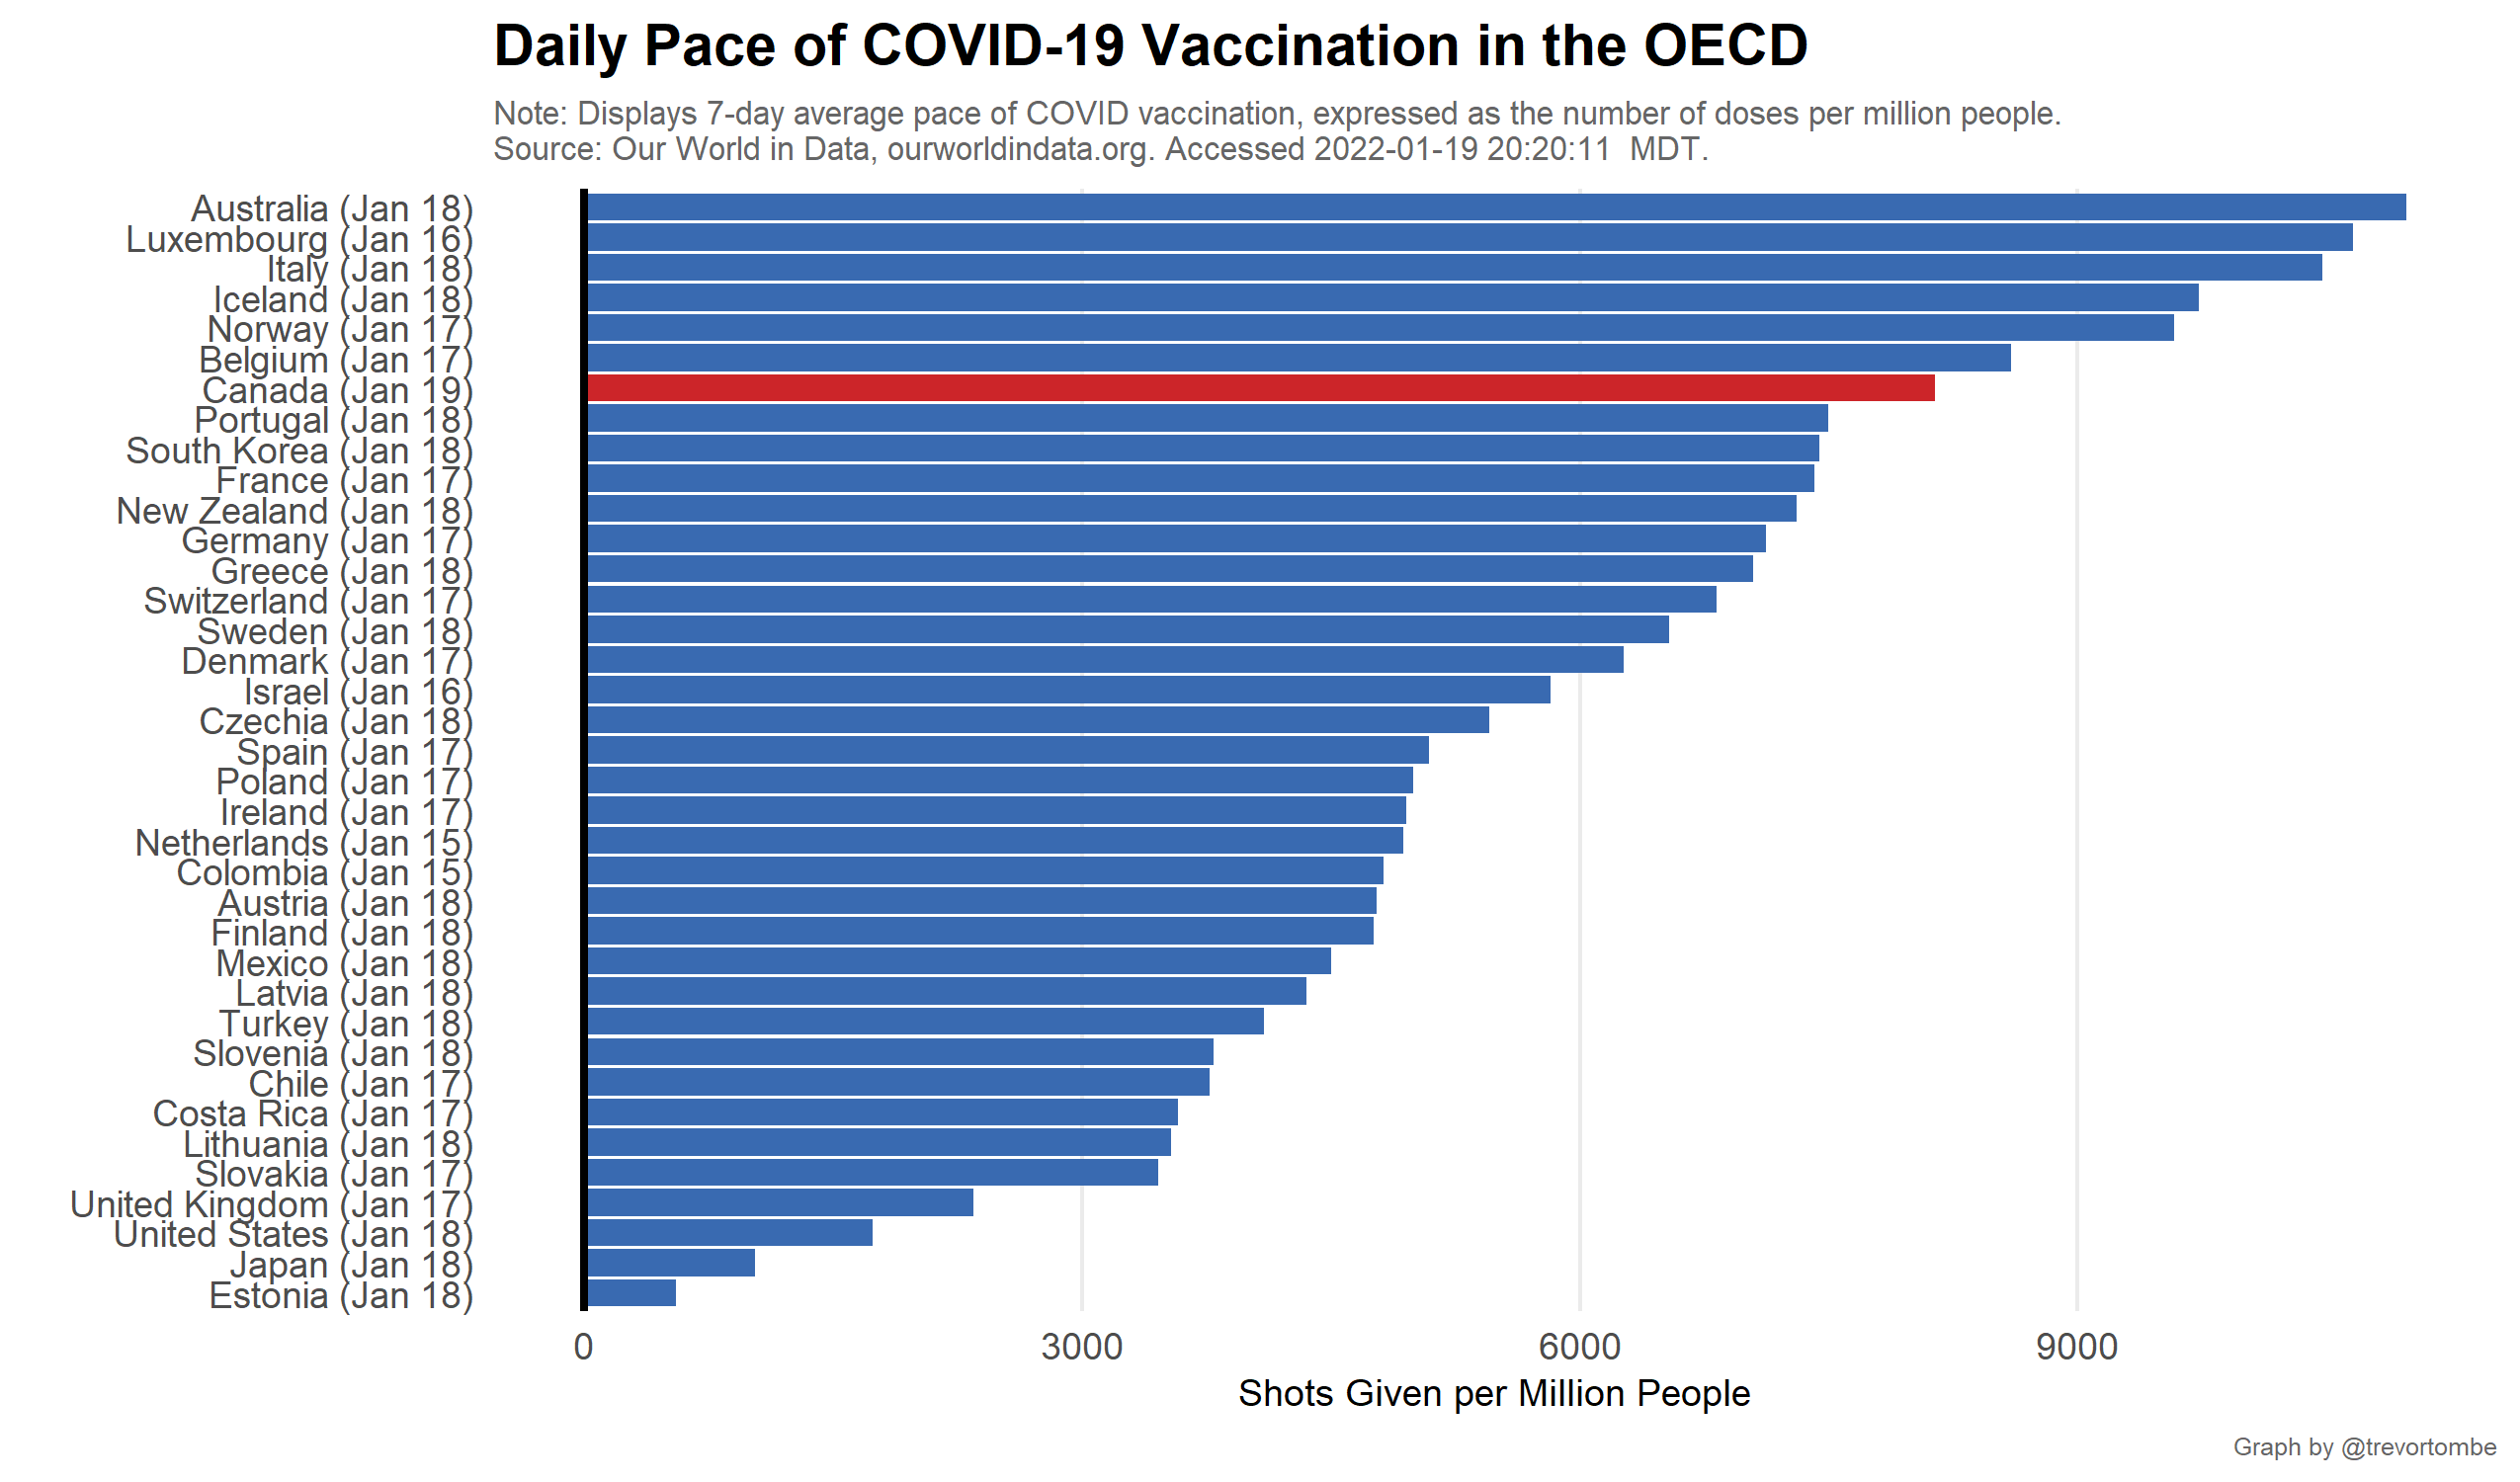 Daily Pace of COVID-19 Vaccination in the OECD
Note: Displays 7-day average pace of COVID vaccination, expressed as the number of doses per million people.
Source: Our World in Data, ourworldindata.org. Accessed 2022-01-19 20:20:11  MDT.
Australia (Jan 18)
Luxembourg (Jan 16)
Italy (Jan 18)
Iceland (Jan 18)
Norway (Jan 17)
Belgium (Jan 17)
Canada (Jan 19)
Portugal (Jan 18)
South Korea (Jan 18)
France (Jan 17)
New Zealand (Jan 18)
Germany (Jan 17)
Greece (Jan 18)
Switzerland (Jan 17)
Sweden (Jan 18)
Denmark (Jan 17)
Israel (Jan 16)
Czechia (Jan 18)
Spain (Jan 17)
Poland (Jan 17)
Ireland (Jan 17)
Netherlands (Jan 15)
Colombia (Jan 15)
Austria (Jan 18)
Finland (Jan 18)
Mexico (Jan 18)
Latvia (Jan 18)
Turkey (Jan 18)
Slovenia (Jan 18)
Chile (Jan 17)
Costa Rica (Jan 17)
Lithuania (Jan 18)
Slovakia (Jan 17)
United Kingdom (Jan 17)
United States (Jan 18)
Japan (Jan 18)
Estonia (Jan 18)
0 3000 6000 9000
Shots Given per Million People
Graph by @trevortombe